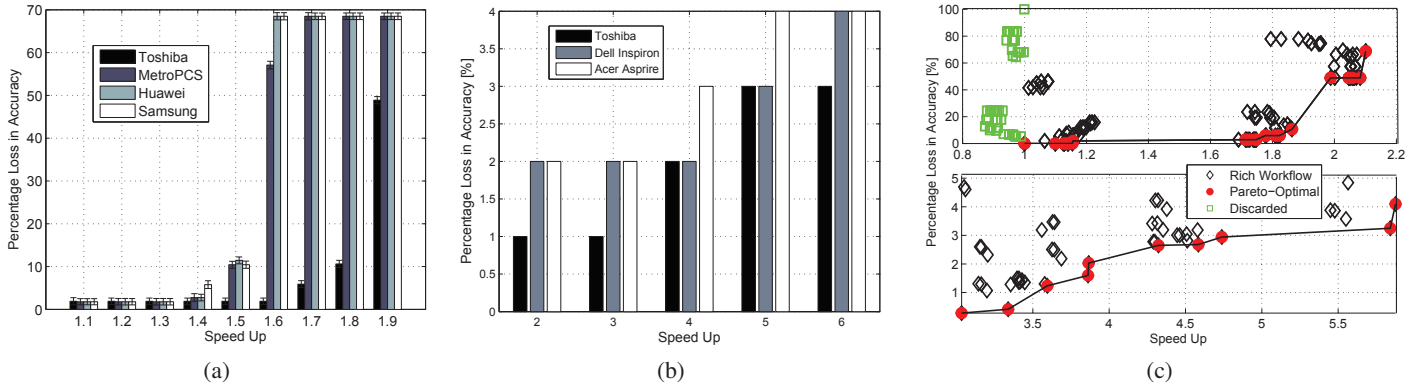 Percentage Loss in Accuracy
70
60
50
40
30
20
10
0
Toshiba
MetroPCS
Huawei
Samsung
1.1 1.2 1.3 1.4 1.5 1.6 1.7 1.8 1.9
Speed Up
(a)
Percentage Loss in Accuracy [%]
4
3.5
3
2.5
2
1.5
1
0.5
0
Toshiba
Dell Inspiron
Acer Asprire
2 3 4 5 6
Speed Up
(b)
Percentage Loss in Accuracy [%]
100
80
60
40
20
0
0.8 1 1.2 1.4 1.6 1.8 2 2.2
Rich Workflow
Pareto−Optimal
Discarded
5
4
3
2
1
3.5 4 4.5 5 5.5
Speed Up
(c)